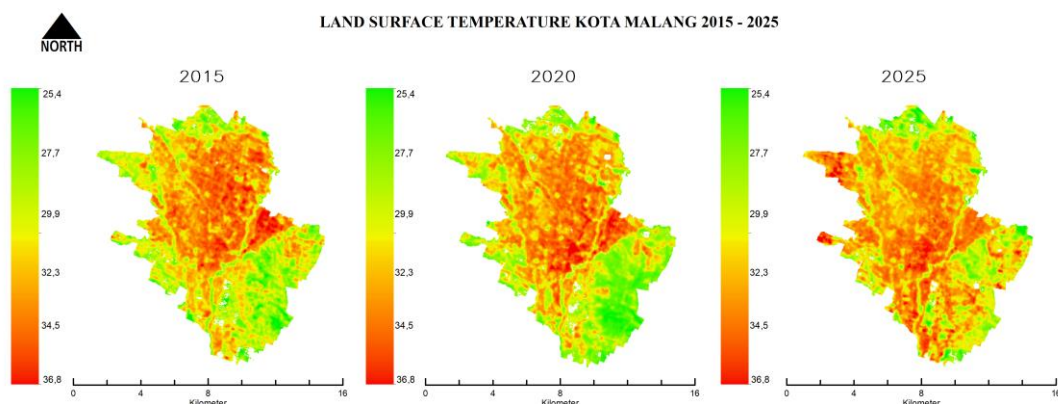 LAND SURFACE TEMPERATURE KOTA MALANG 2015 - 2025
NORTH
2015
25,4
27,7
29,9
32,3
34,5
36,8
0 4 8 16
Kilometer
2020
25,4
27,7
29,9
32,3
34,5
36,8
0 4 8 16
Kilometer
2025
25,4
27,7
29,9
32,3
34,5
36,8
0 4 8 16
Kilometer